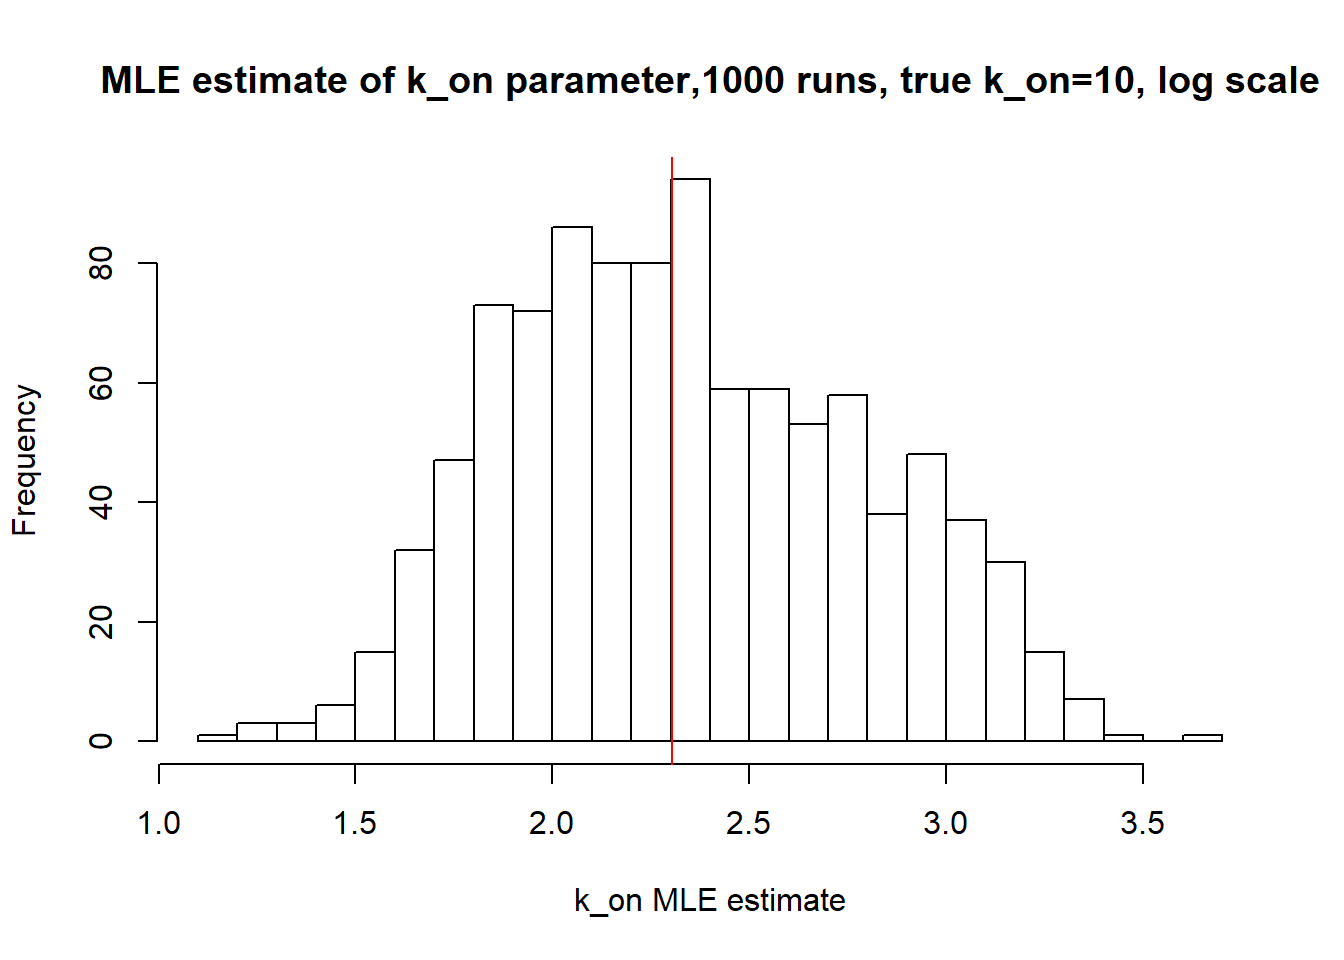 MLE estimate of k_on parameter,1000 runs, true k_on=10, log scale
Frequency
80
60
40
20
0
1.0 1.5 2.0 2.5 3.0 3.5
k_on MLE estimate